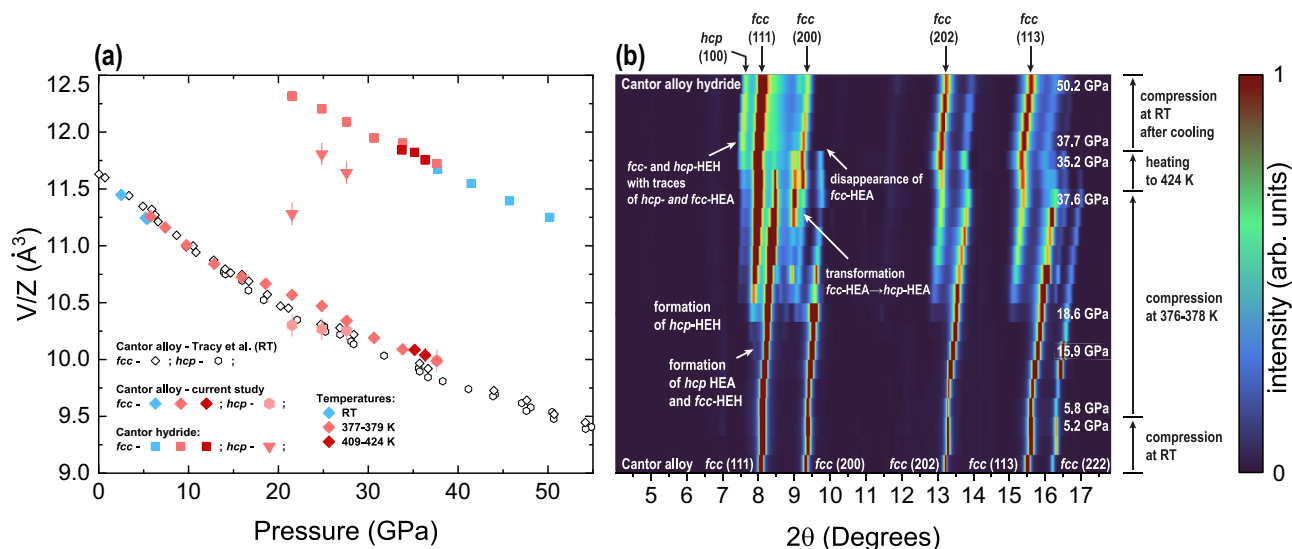 (a)
12.5
12.0
11.5
11.0
10.5
10.0
9.5
9.0
V/Z (Å³)
0
10
20
30
40
50
Pressure (GPa)
Cantor alloy - Tracy et al. (RT)
fcc - ; hcp - ;
Cantor alloy - current study
fcc - ; hcp - ;
Cantor hydride:
fcc - ; hcp - ;
Temperatures:
RT
377-379 K
409-424 K
(b)
hcp
(100)
fcc
(111)
fcc
(200)
fcc
(202)
fcc
(113)
Cantor alloy hydride
50.2 GPa
37.7 GPa
35.2 GPa
37.6 GPa
18.6 GPa
15.9 GPa
5.8 GPa
5.2 GPa
fcc- and hcp-HEH
with traces
of hcp- and fcc-HEA
disappearance of
fcc-HEA
transformation
fcc-HEA→hcp-HEA
formation
of hcp-HEH
formation
of hcp HEA
and fcc-HEH
Cantor alloy
fcc (111)
fcc (200)
fcc (202)
fcc (113)
fcc (222)
5
6
7
8
9
10
11
12
13
14
15
16
17
2θ (Degrees)
compression
at RT
after cooling
heating
to 424 K
compression
at 376-378 K
compression
at RT
1
0
intensity (arb. units)